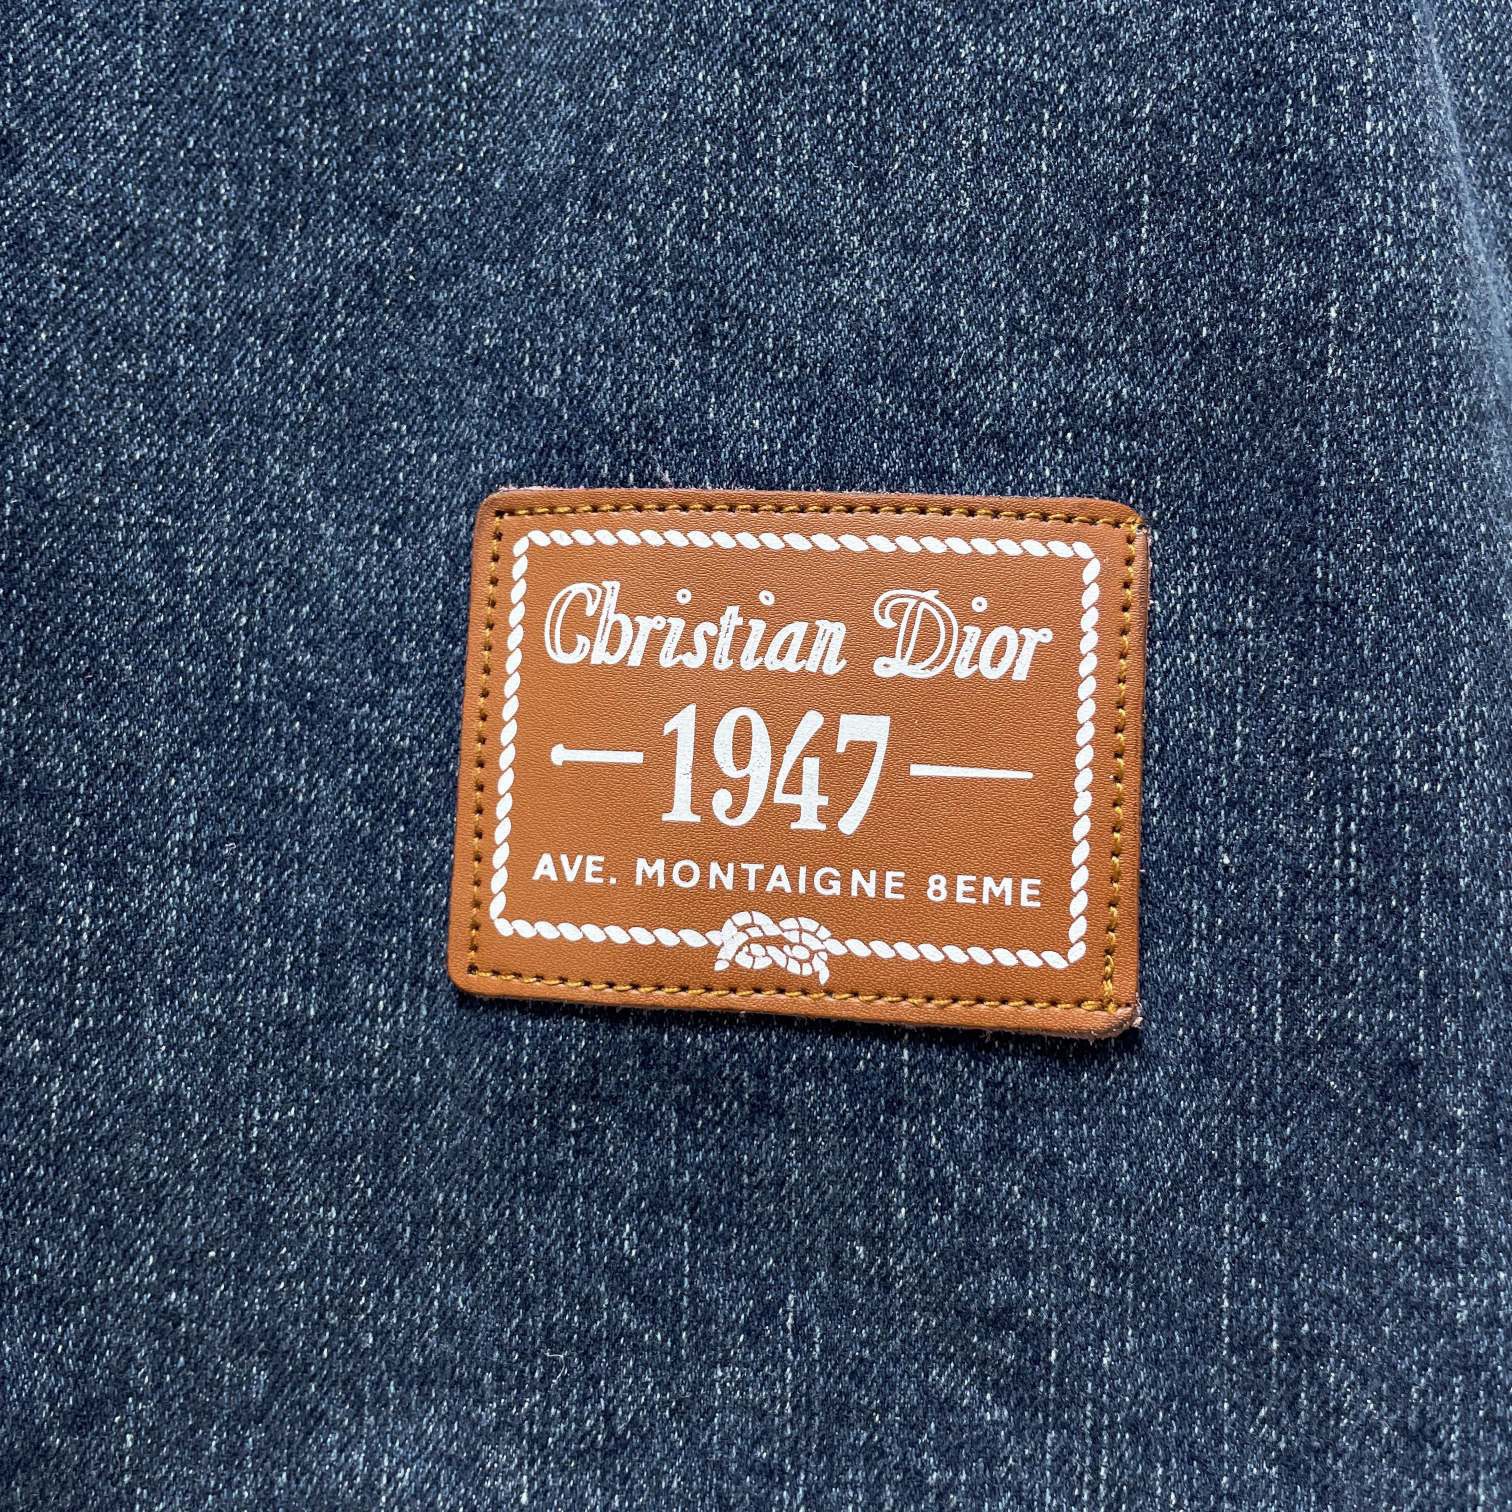 Christian Dior
1947
AVE. MONTAIGNE 8EME